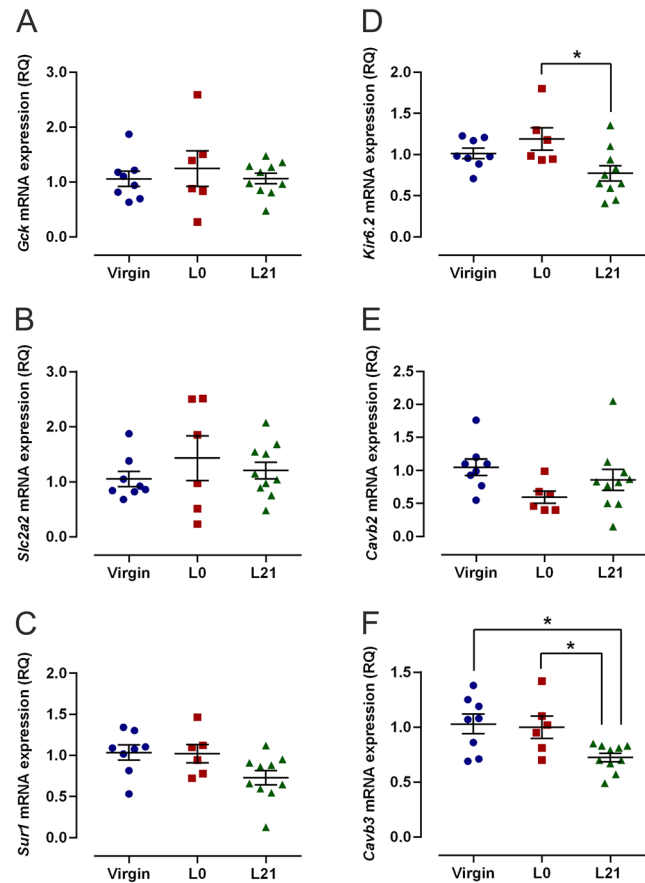 A
Gck mRNA expression (RQ)
3.0
2.0
1.0
0.0
Virgin L0 L21
B
Slc2a2 mRNA expression (RQ)
3.0
2.0
1.0
0.0
Virgin L0 L21
C
Sur1 mRNA expression (RQ)
2.0
1.5
1.0
0.5
0.0
Virgin L0 L21
D
Kir6.2 mRNA expression (RQ)
2.0
1.5
1.0
0.5
0.0
*
Virgin L0 L21
E
Cavb2 mRNA expression (RQ)
2.5
2.0
1.5
1.0
0.5
0.0
Virgin L0 L21
F
Cavb3 mRNA expression (RQ)
1.5
1.0
0.5
0.0
*
*
Virgin L0 L21